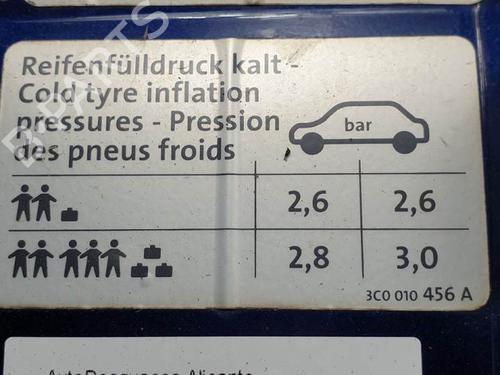 Reifenfülldruck kalt -
Cold tyre inflation
pressures - Pression
des pneus froids
bar
2,6 2,6
2,8 3,0
3C0 010 456 A